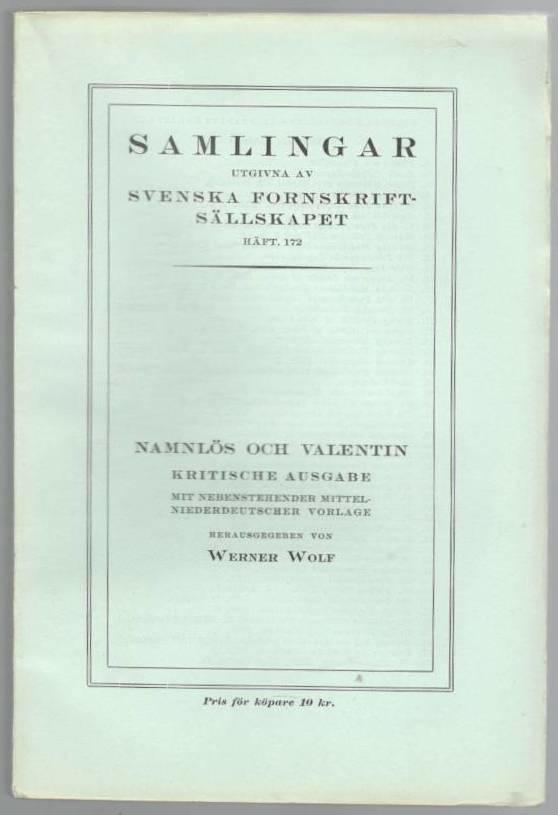 SAMLINGAR
UTGIVNA AV
SVENSKA FORNSKRIFT-
SÄLLSKAPET
HÄFT. 172
NAMNLÖS OCH VALENTIN
KRITISCHE AUSGABE
MIT NEBENSTEHENDER MITTEL-
NIEDERDEUTSCHER VORLAGE
HERAUSGEGEBEN VON
WERNER WOLF
A
Pris för köpare 10 kr.